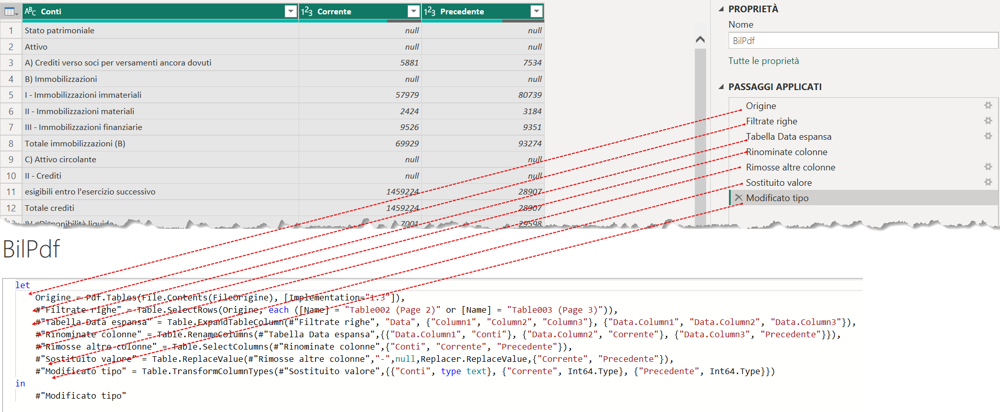 ABC Conti 123 Corrente 123 Precedente
1 Stato patrimoniale null null
2 Attivo null null
3 A) Crediti verso soci per versamenti ancora dovuti 5881 7534
4 B) Immobilizzazioni null null
5 I - Immobilizzazioni immateriali 57979 80739
6 II - Immobilizzazioni materiali 2424 3184
7 III - Immobilizzazioni finanziarie 9526 9351
8 Totale immobilizzazioni (B) 69929 93274
9 C) Attivo circolante null null
10 II - Crediti null null
11 esigibili entro l'esercizio successivo 1459224 28907
12 Totale crediti 1459224 28907
IV - Disponibilità liquide 7001 29598
PROPRIETÀ
Nome
BilPdf
Tutte le proprietà
PASSAGGI APPLICATI
Origine
Filtrate righe
Tabella Data espansa
Rinominate colonne
Rimosse altre colonne
Sostituito valore
Modificato tipo
BilPdf
let
Origine = Pdf.Tables(File.Contents(FileOrigine), [Implementation="1.3"]),
#"Filtrate righe" = Table.SelectRows(Origine, each ([Name] = "Table002 (Page 2)" or [Name] = "Table003 (Page 3)")),
#"Tabella Data espansa" = Table.ExpandTableColumn(#"Filtrate righe", "Data", {"Column1", "Column2", "Column3"}, {"Data.Column1", "Data.Column2", "Data.Column3"}),
#"Rinominate colonne" = Table.RenameColumns(#"Tabella Data espansa",{{"Data.Column1", "Conti"}, {"Data.Column2", "Corrente"}, {"Data.Column3", "Precedente"}}),
#"Rimosse altre colonne" = Table.SelectColumns(#"Rinominate colonne",{"Conti", "Corrente", "Precedente"}),
#"Sostituito valore" = Table.ReplaceValue(#"Rimosse altre colonne","-",null,Replacer.ReplaceValue,{"Corrente", "Precedente"}),
#"Modificato tipo" = Table.TransformColumnTypes(#"Sostituito valore",{{"Conti", type text}, {"Corrente", Int64.Type}, {"Precedente", Int64.Type}})
in
#"Modificato tipo"